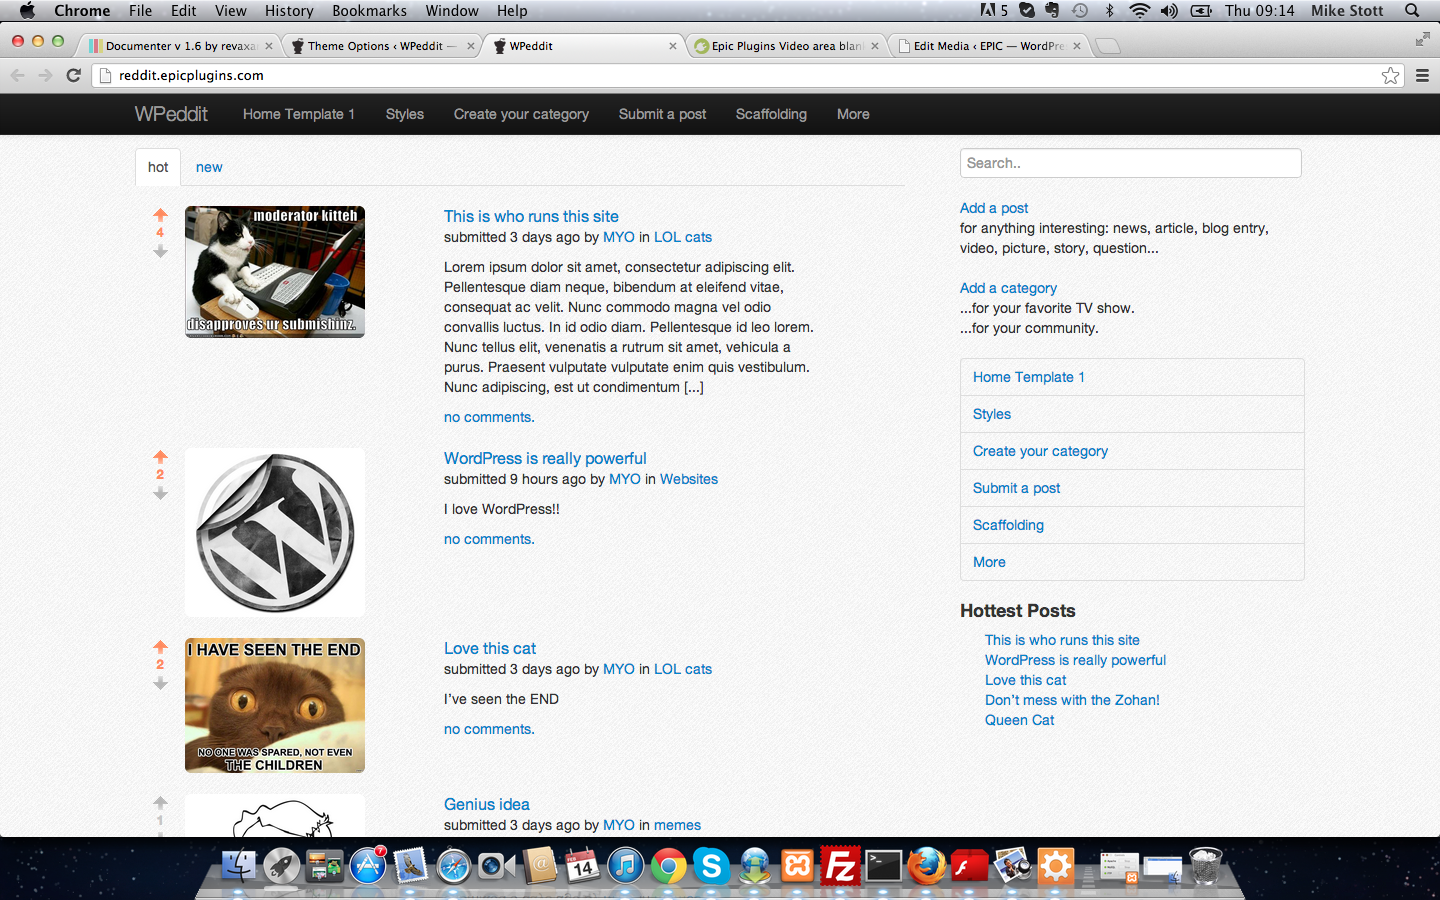 Chrome File Edit View History Bookmarks Window Help
5 Thu 09:14 Mike Stott
Documenter v 1.6 by revaxa
Theme Options ‹ WPeddit —
WPeddit
Epic Plugins Video area blan
Edit Media ‹ EPIC — WordPre
reddit.epicplugins.com
WPeddit Home Template 1 Styles Create your category Submit a post Scaffolding More
hot new
4
moderator kitteh
disapproves ur submishinz.
This is who runs this site
submitted 3 days ago by MYO in LOL cats
Lorem ipsum dolor sit amet, consectetur adipiscing elit.
Pellentesque diam neque, bibendum at eleifend vitae,
consequat ac velit. Nunc commodo magna vel odio
convallis luctus. In id odio diam. Pellentesque id leo lorem.
Nunc tellus elit, venenatis a rutrum sit amet, vehicula a
purus. Praesent vulputate vulputate enim quis vestibulum.
Nunc adipiscing, est ut condimentum [...]
no comments.
2
W
WordPress is really powerful
submitted 9 hours ago by MYO in Websites
I love WordPress!!
no comments.
2
I HAVE SEEN THE END
NO ONE WAS SPARED, NOT EVEN
THE CHILDREN
Love this cat
submitted 3 days ago by MYO in LOL cats
I've seen the END
no comments.
1
Genius idea
submitted 3 days ago by MYO in memes
Search..
Add a post
for anything interesting: news, article, blog entry,
video, picture, story, question...
Add a category
...for your favorite TV show.
...for your community.
Home Template 1
Styles
Create your category
Submit a post
Scaffolding
More
Hottest Posts
This is who runs this site
WordPress is really powerful
Love this cat
Don't mess with the Zohan!
Queen Cat
7
FEB
14